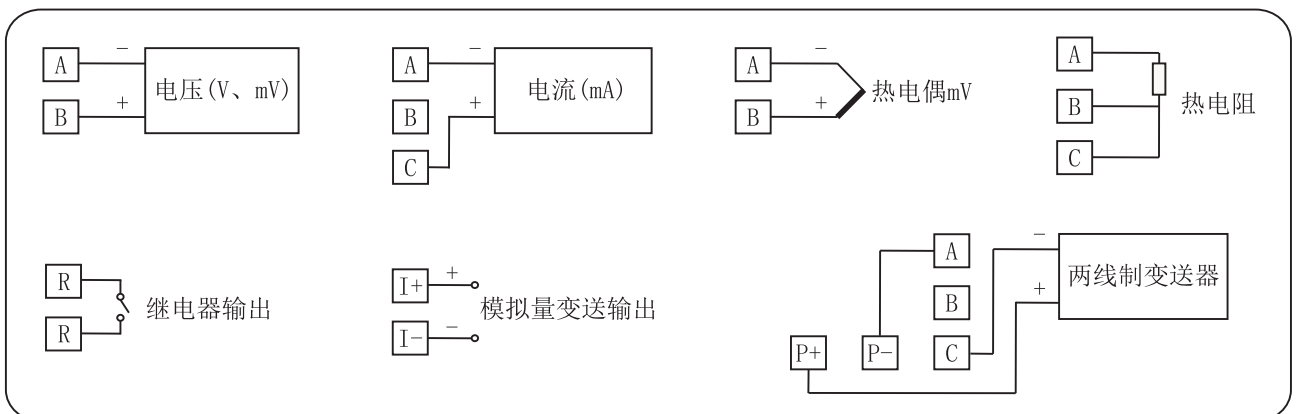 A
−
B
+
电压(V、mV)
A
−
B
+
C
电流(mA)
A
−
B
+
热电偶mV
A
B
C
热电阻
R
R
继电器输出
I+
+
I−
−
模拟量变送输出
A
−
B
+
C
P+
P−
两线制变送器